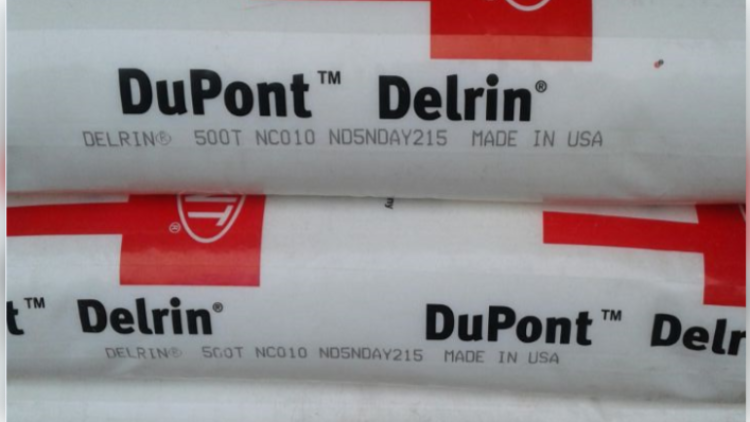 DuPont™ Delrin®
DELRIN® 500T NC010 ND5NDAY215 MADE IN USA
NT®
t™ Delrin® DuPont™ Delr
DELRIN® 500T NC010 ND5NDAY215 MADE IN USA